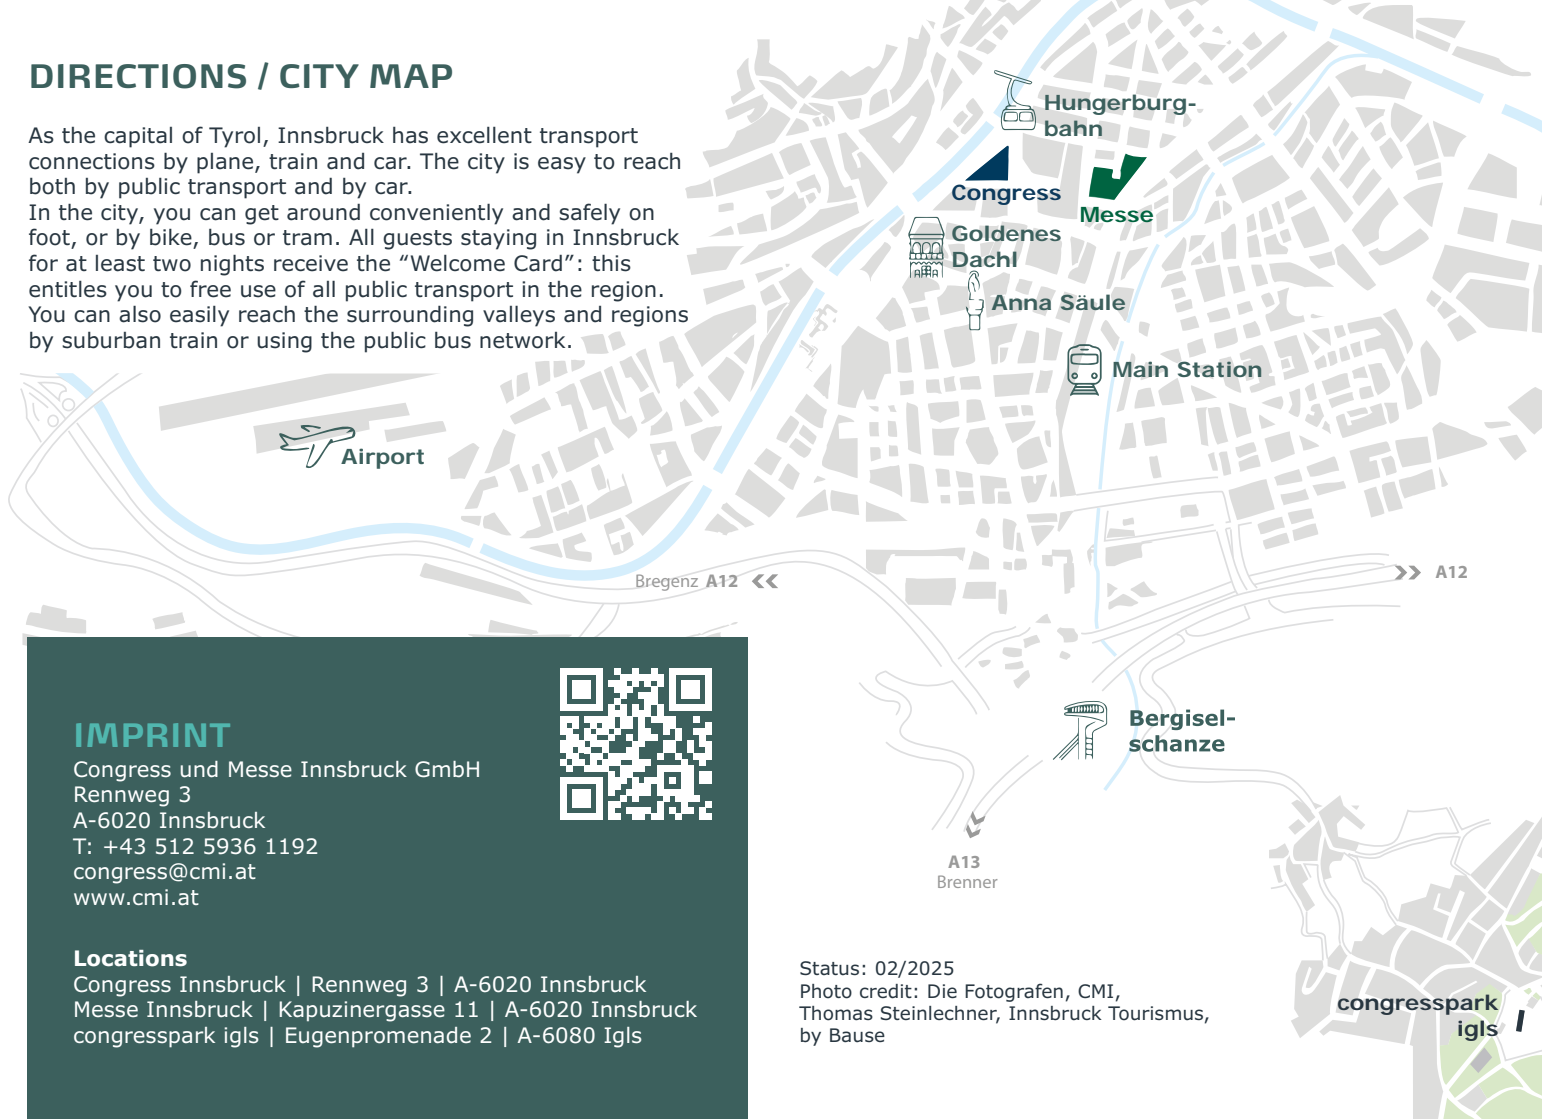 DIRECTIONS / CITY MAP
As the capital of Tyrol, Innsbruck has excellent transport
connections by plane, train and car. The city is easy to reach
both by public transport and by car.
In the city, you can get around conveniently and safely on
foot, or by bike, bus or tram. All guests staying in Innsbruck
for at least two nights receive the “Welcome Card”: this
entitles you to free use of all public transport in the region.
You can also easily reach the surrounding valleys and regions
by suburban train or using the public bus network.
Hungerburg-
bahn
Congress
Messe
Goldenes
Dachl
Anna Säule
Main Station
Airport
Bregenz A12
A12
Bergisel-
schanze
A13
Brenner
congresspark
igls
IMPRINT
Congress und Messe Innsbruck GmbH
Rennweg 3
A-6020 Innsbruck
T: +43 512 5936 1192
congress@cmi.at
www.cmi.at
Locations
Congress Innsbruck | Rennweg 3 | A-6020 Innsbruck
Messe Innsbruck | Kapuzinergasse 11 | A-6020 Innsbruck
congresspark igls | Eugenpromenade 2 | A-6080 Igls
Status: 02/2025
Photo credit: Die Fotografen, CMI,
Thomas Steinlechner, Innsbruck Tourismus,
by Bause